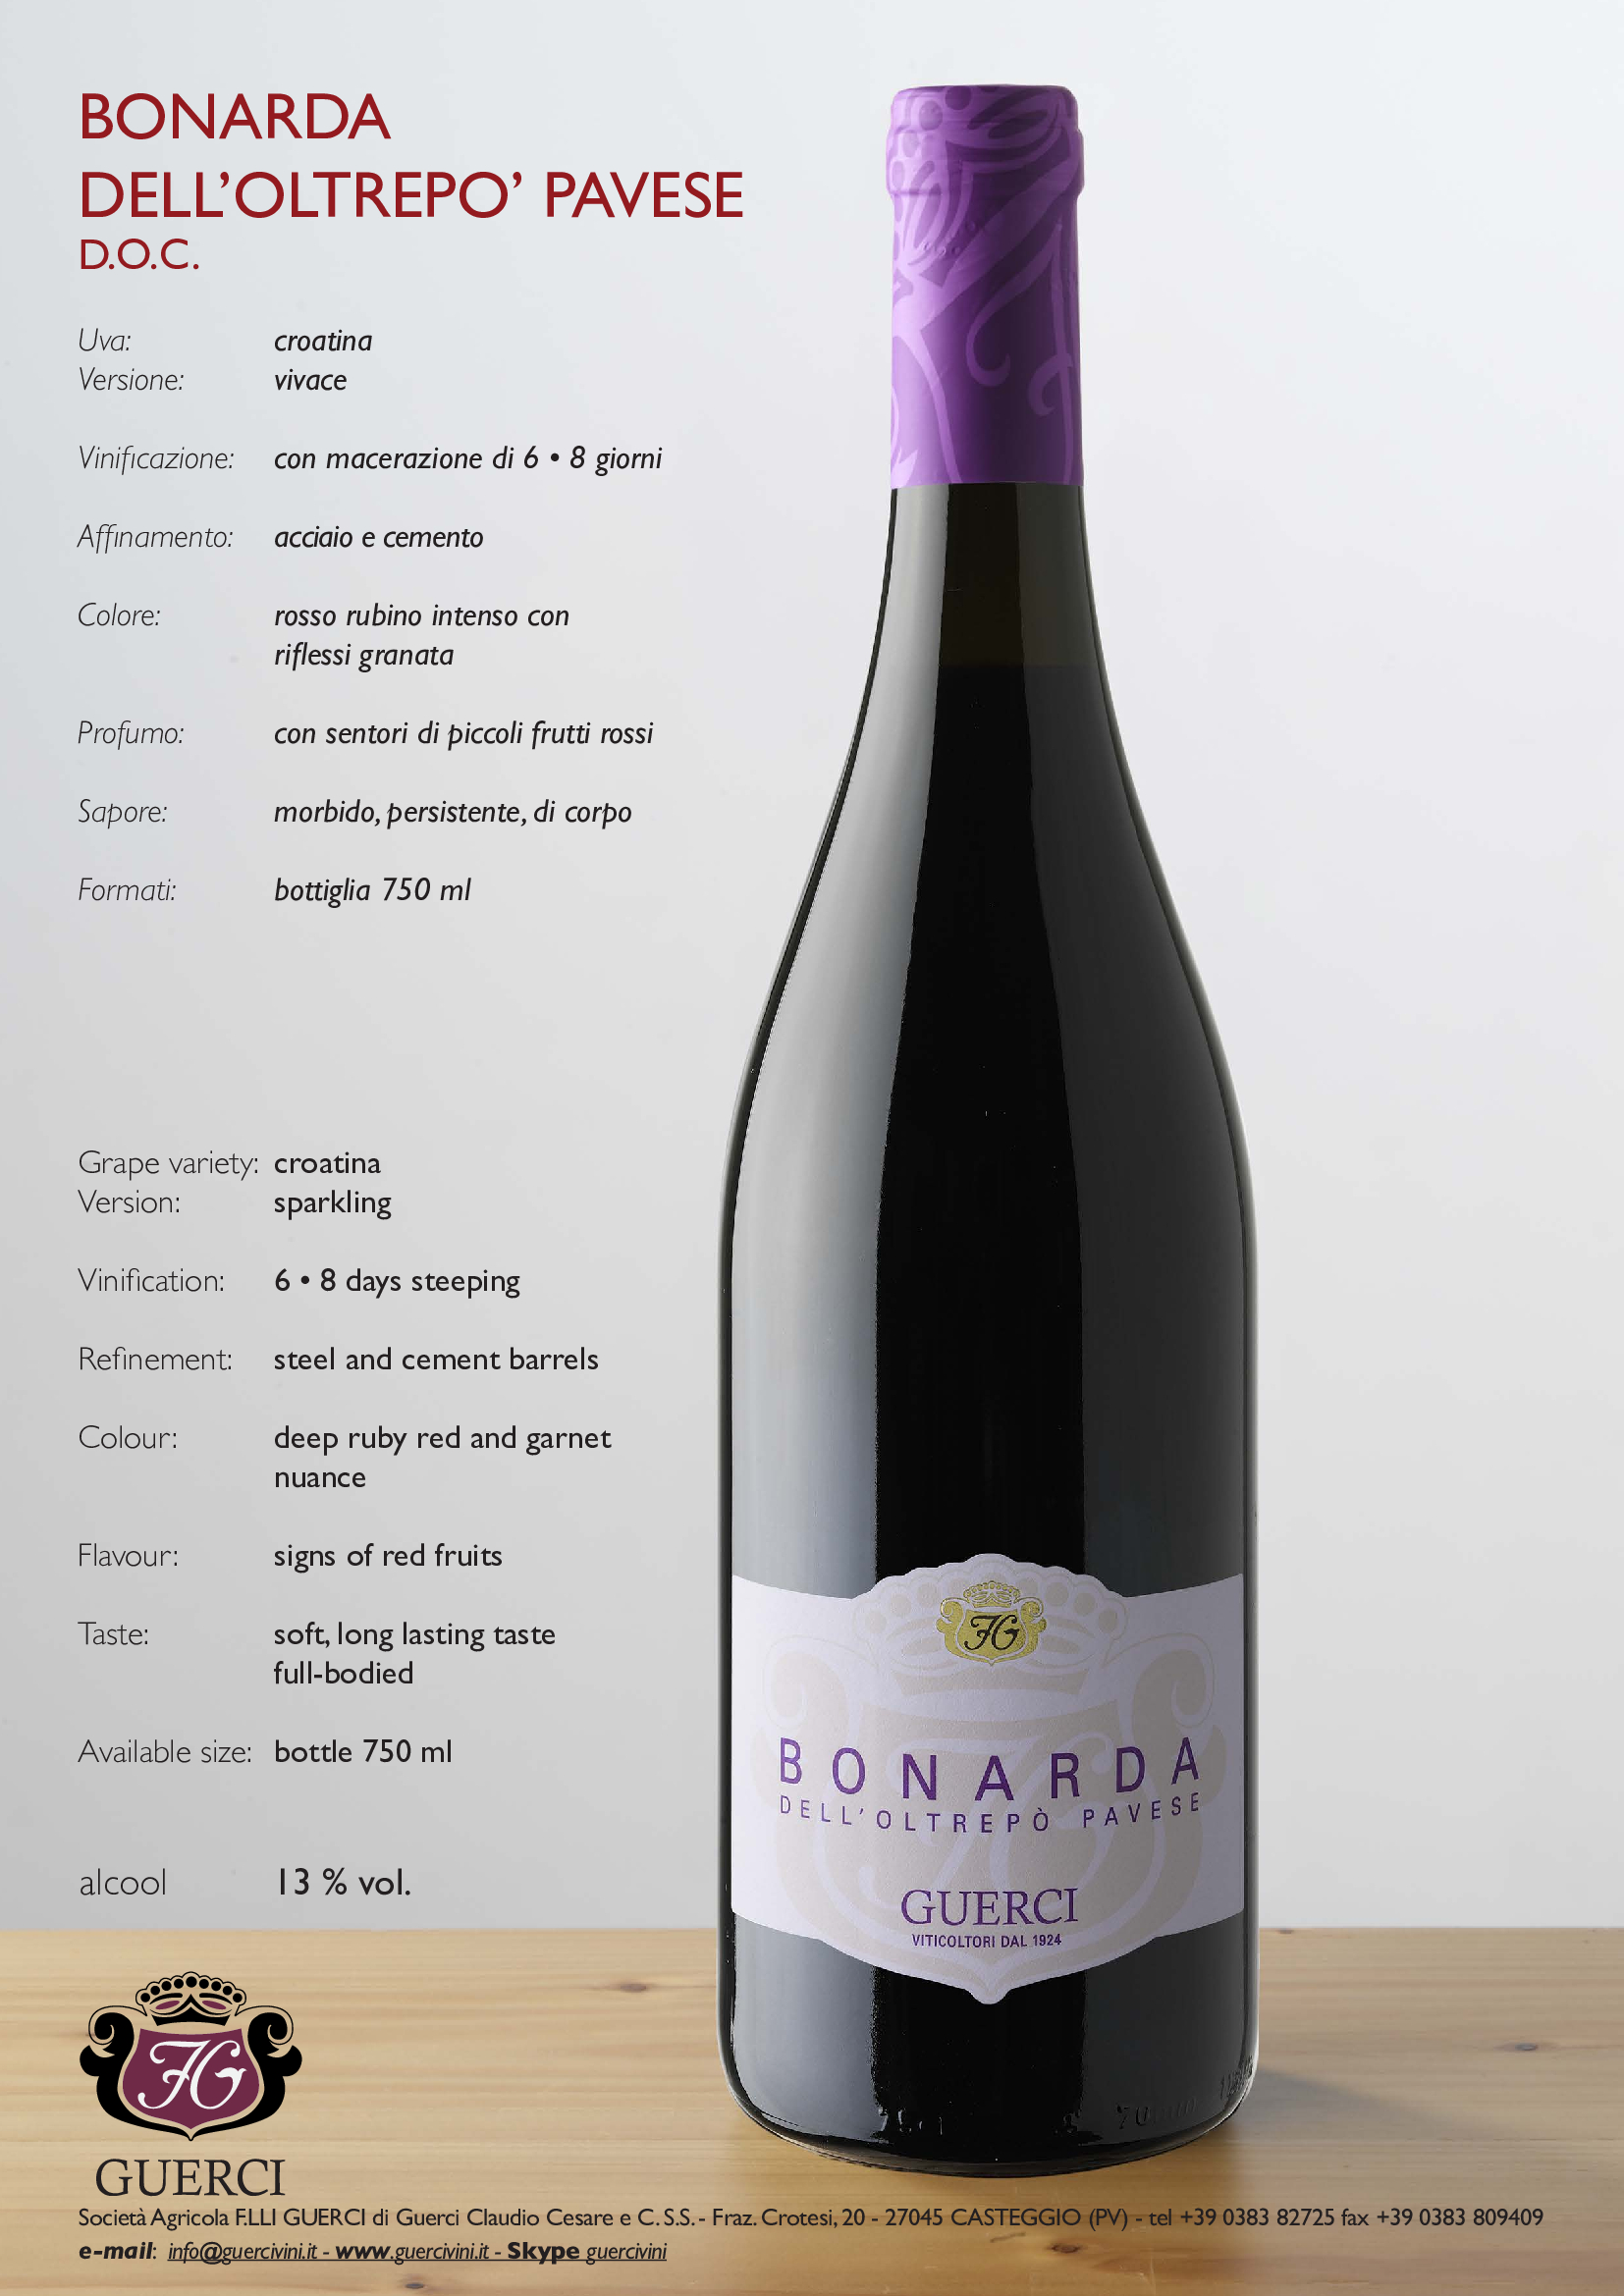 BONARDA
DELL’OLTREPO’ PAVESE
D.O.C.
Uva: croatina
Versione: vivace
Vinificazione: con macerazione di 6 • 8 giorni
Affinamento: acciaio e cemento
Colore: rosso rubino intenso con
riflessi granata
Profumo: con sentori di piccoli frutti rossi
Sapore: morbido, persistente, di corpo
Formati: bottiglia 750 ml
Grape variety: croatina
Version: sparkling
Vinification: 6 • 8 days steeping
Refinement: steel and cement barrels
Colour: deep ruby red and garnet
nuance
Flavour: signs of red fruits
Taste: soft, long lasting taste
full-bodied
Available size: bottle 750 ml
alcool 13 % vol.
FG
BONARDA
DELL’OLTREPÒ PAVESE
GUERCI
VITICOLTORI DAL 1924
FG
GUERCI
Società Agricola F.LLI GUERCI di Guerci Claudio Cesare e C. S.S. - Fraz. Crotesi, 20 - 27045 CASTEGGIO (PV) - tel +39 0383 82725 fax +39 0383 809409
e-mail: info@guercivini.it - www.guercivini.it - Skype guercivini